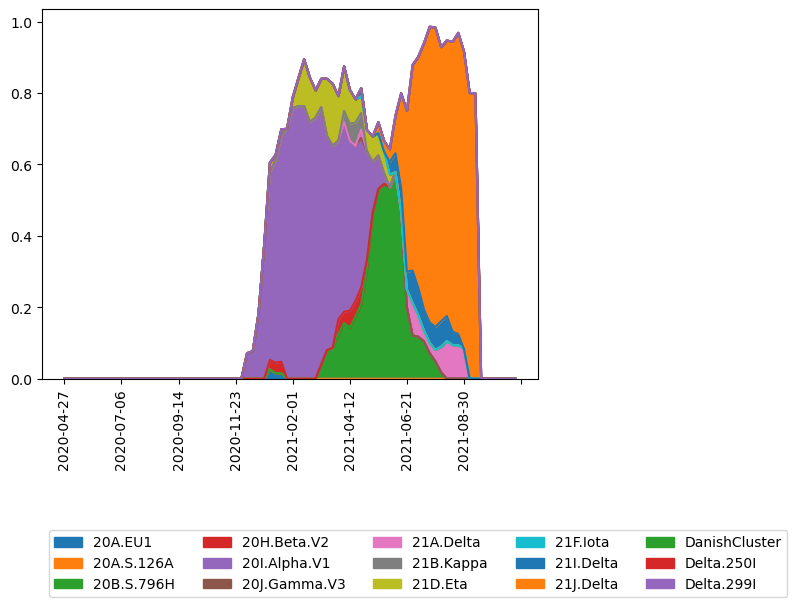 1.0
0.8
0.6
0.4
0.2
0.0
2020-04-27
2020-07-06
2020-09-14
2020-11-23
2021-02-01
2021-04-12
2021-06-21
2021-08-30
20A.EU1
20A.S.126A
20B.S.796H
20H.Beta.V2
20I.Alpha.V1
20J.Gamma.V3
21A.Delta
21B.Kappa
21D.Eta
21F.Iota
21I.Delta
21J.Delta
DanishCluster
Delta.250I
Delta.299I